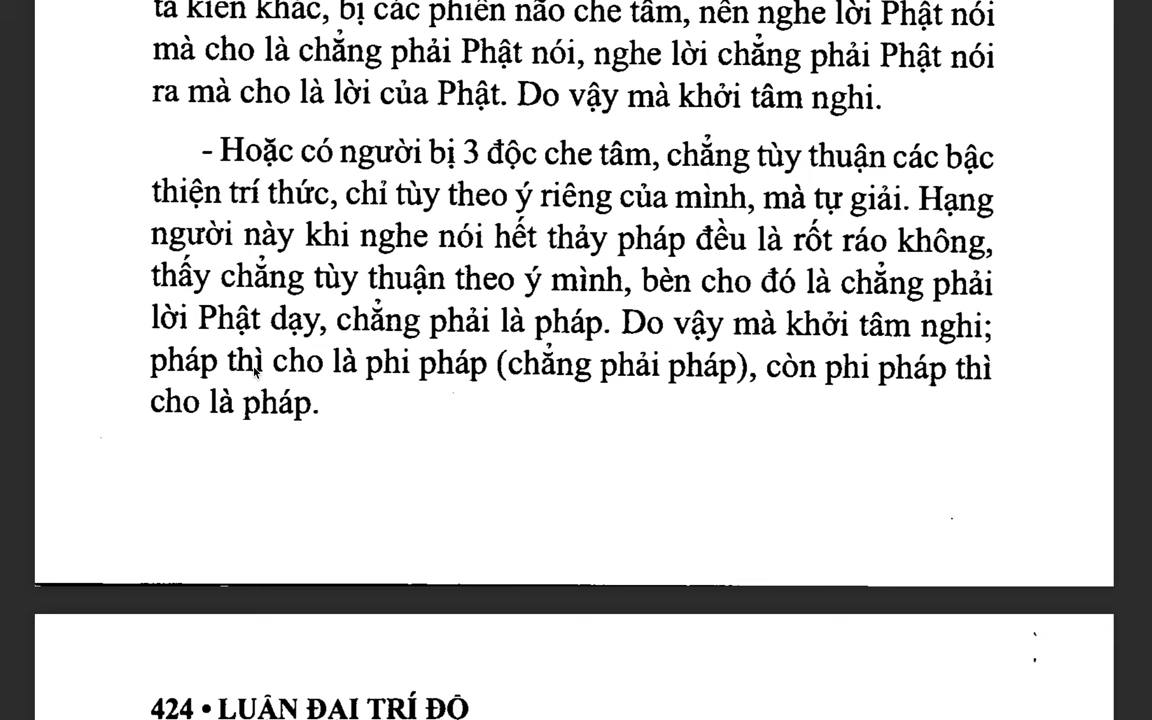 tà kiến khác, bị các phiền não che tâm, nên nghe lời Phật nói
mà cho là chẳng phải Phật nói, nghe lời chẳng phải Phật nói
ra mà cho là lời của Phật. Do vậy mà khởi tâm nghi.
- Hoặc có người bị 3 độc che tâm, chẳng tùy thuận các bậc
thiện trí thức, chỉ tùy theo ý riêng của mình, mà tự giải. Hạng
người này khi nghe nói hết thảy pháp đều là rốt ráo không,
thấy chẳng tùy thuận theo ý mình, bèn cho đó là chẳng phải
lời Phật dạy, chẳng phải là pháp. Do vậy mà khởi tâm nghi;
pháp thì cho là phi pháp (chẳng phải pháp), còn phi pháp thì
cho là pháp.
424 • LUẬN ĐẠI TRÍ ĐỘ